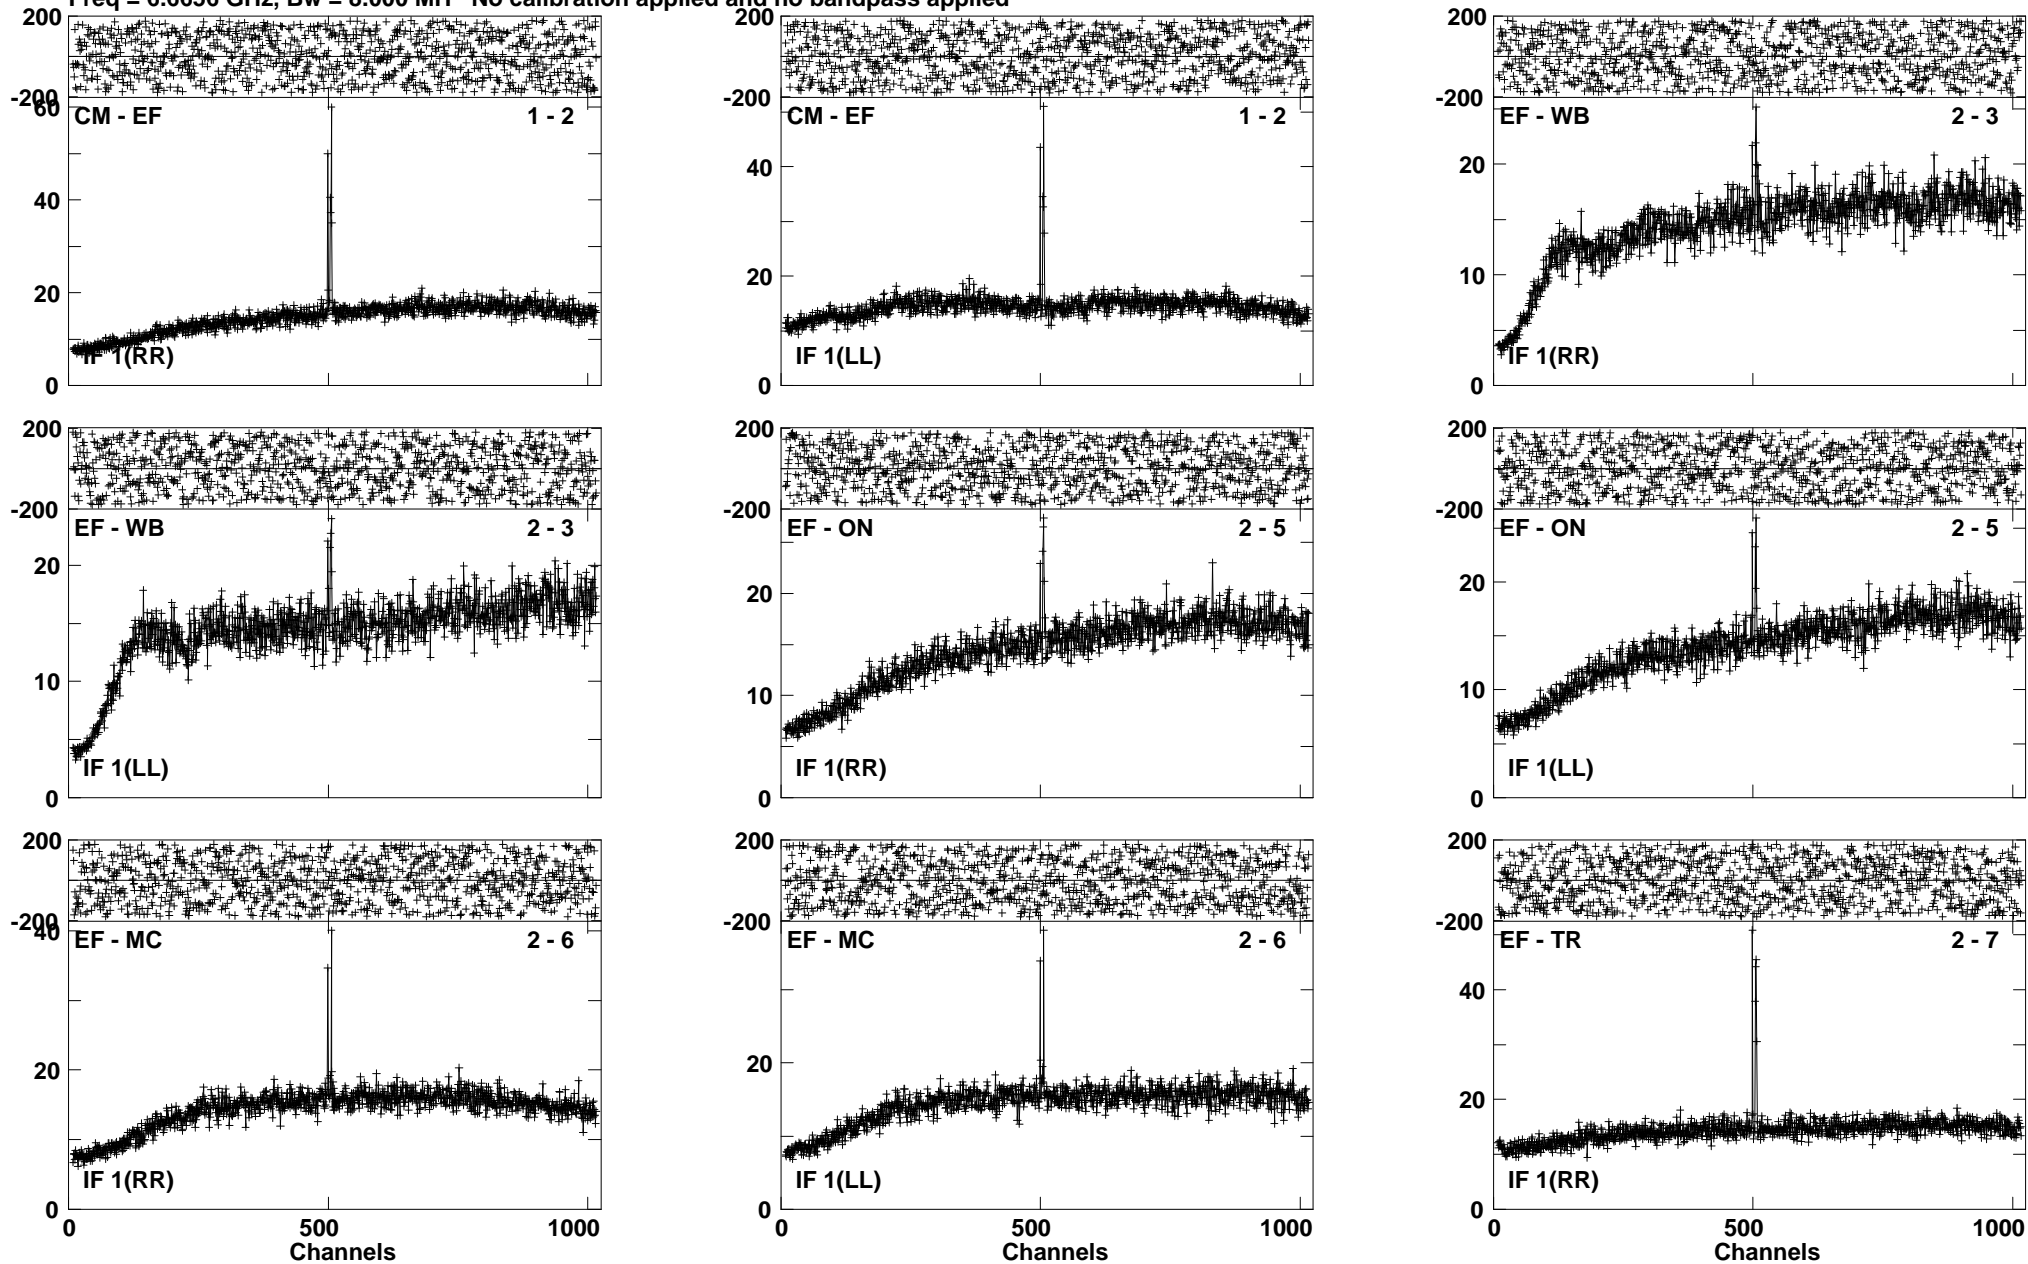 No calibration applied and no bandpass applied
200 200 200
-200 -200 -200
60
CM - EF 1 - 2 CM - EF 1 - 2 EF - WB 2 - 3
40 20
40
20 20 10
IF 1(RR) IF 1(LL) IF 1(RR)
0 0 0
200 200 200
-200 -200 -200
EF - WB 2 - 3 EF - ON 2 - 5 EF - ON 2 - 5
20 20 20
10 10 10
IF 1(LL) IF 1(RR) IF 1(LL)
0 0 0
200 200 200
-200 -200 -200
40
EF - MC 2 - 6 EF - MC 2 - 6 EF - TR 2 - 7
40
20 20 20
IF 1(RR) IF 1(LL) IF 1(RR)
0 0 0
0 500 1000 0 500 1000 0 500 1000
Channels Channels Channels